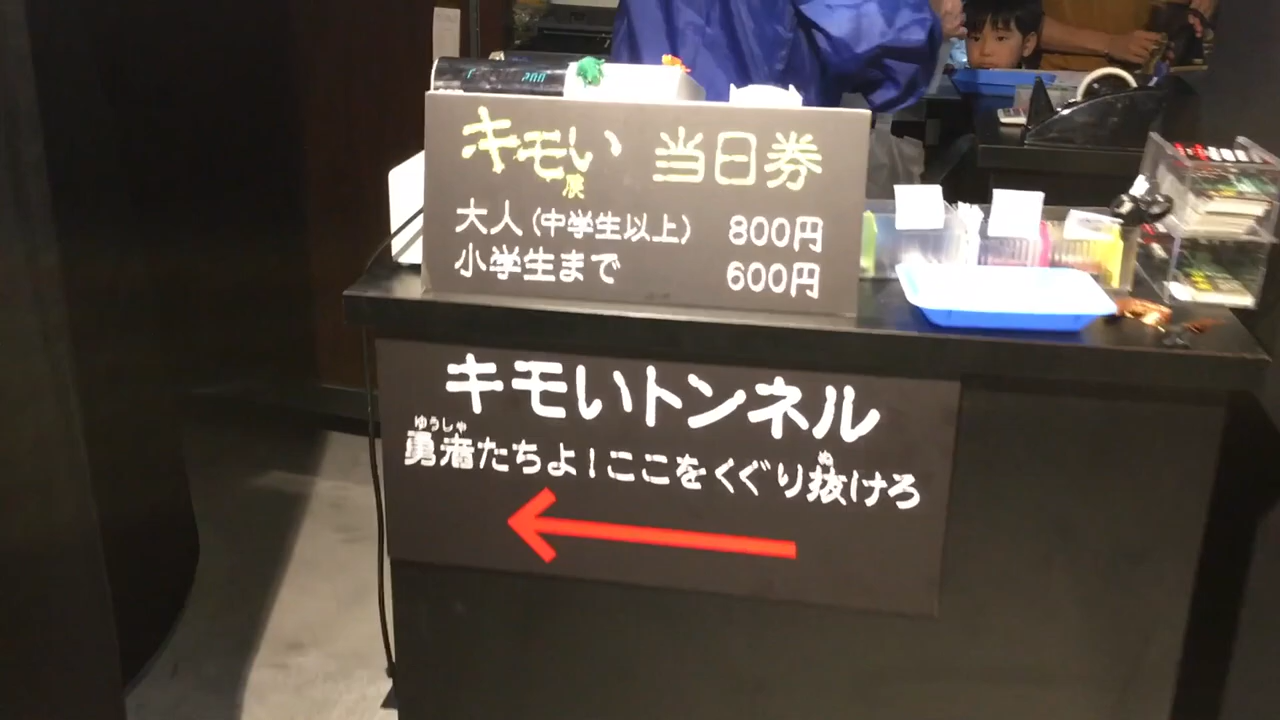 200
キモい展 当日券
大人(中学生以上) 800円
小学生まで 600円
キモいトンネル
ゆうしゃ ぬ
勇者たちよ!ここをくぐり抜けろ